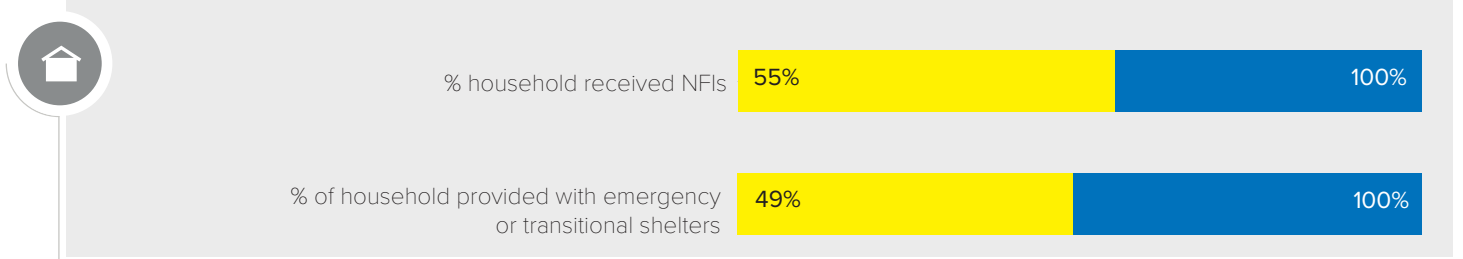 % household received NFIs 55% 100%
% of household provided with emergency
or transitional shelters 49% 100%